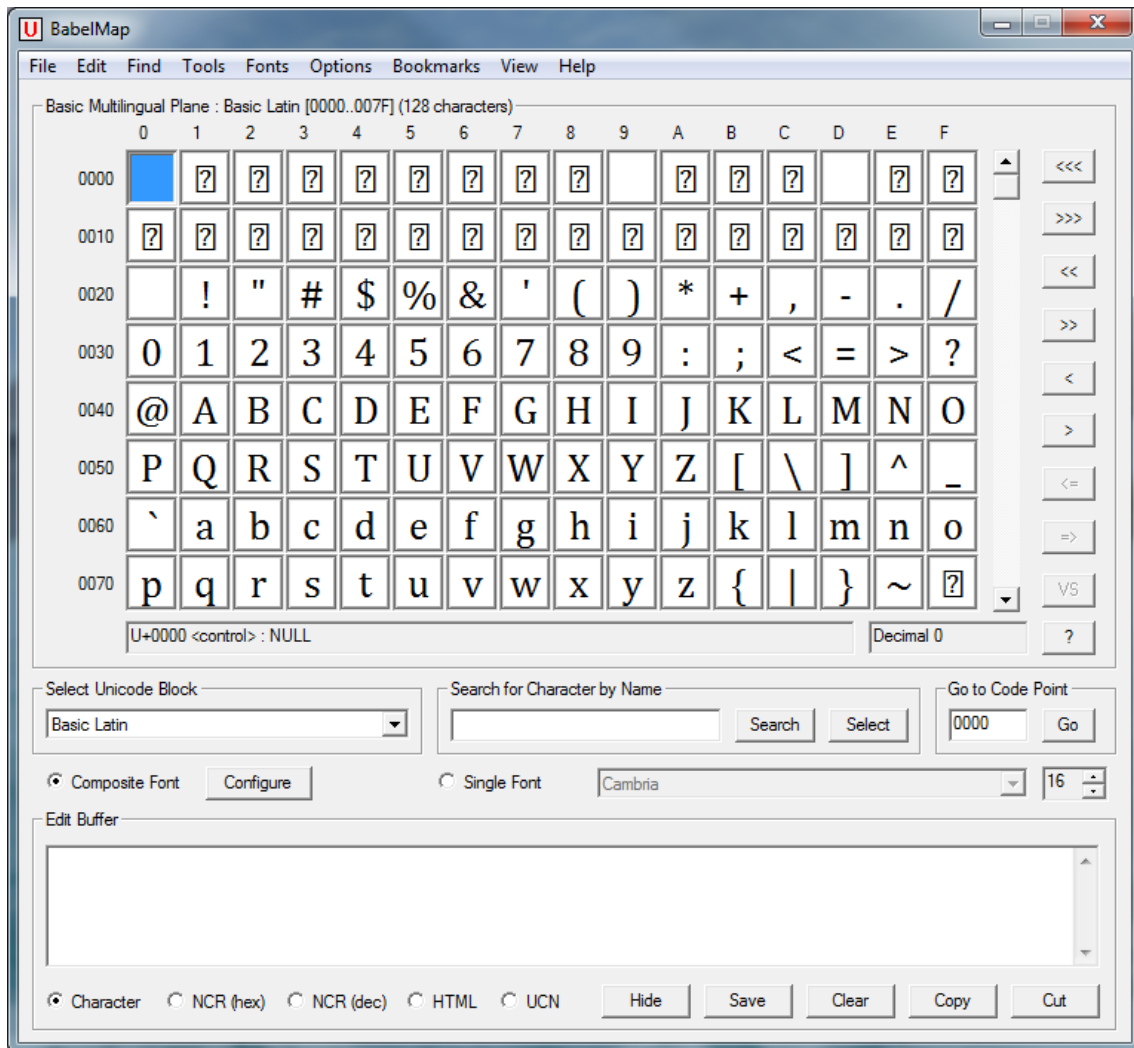 U BabelMap
File Edit Find Tools Fonts Options Bookmarks View Help
Basic Multilingual Plane : Basic Latin [0000..007F] (128 characters)
0 1 2 3 4 5 6 7 8 9 A B C D E F
0000 ? ? ? ? ? ? ? ? ? ? ? ? ? <<<
0010 ? ? ? ? ? ? ? ? ? ? ? ? ? ? ? ? >>>
0020 ! " # $ % & ' ( ) * + , - . / <<
>>
0030 0 1 2 3 4 5 6 7 8 9 : ; < = > ?
<
0040 @ A B C D E F G H I J K L M N O
>
0050 P Q R S T U V W X Y Z [ \ ] ^ _
<=
0060 ` a b c d e f g h i j k l m n o
=>
0070 p q r s t u v w x y z { | } ~ ? VS
U+0000 <control> : NULL Decimal 0 ?
Select Unicode Block Search for Character by Name Go to Code Point
Basic Latin Search Select 0000 Go
Composite Font Configure Single Font Cambria 16
Edit Buffer
Character NCR (hex) NCR (dec) HTML UCN Hide Save Clear Copy Cut